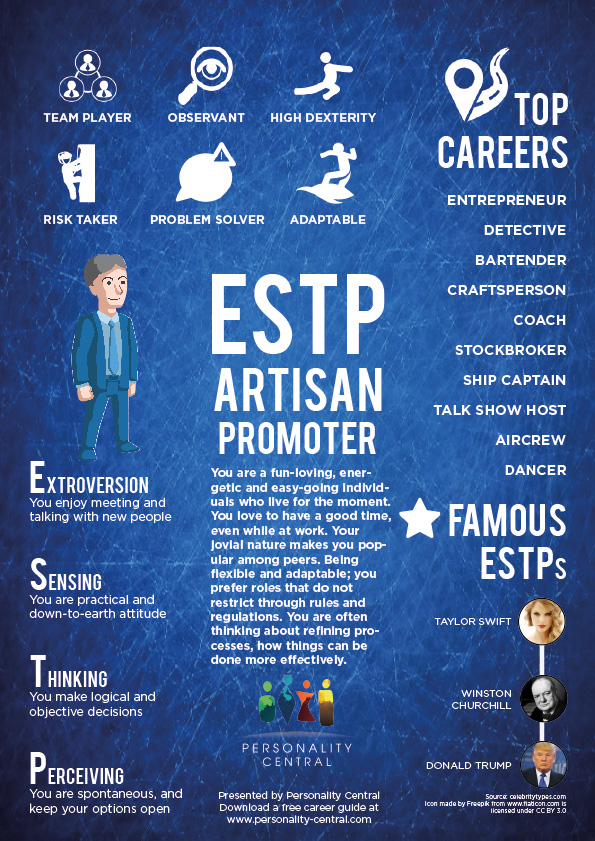 TEAM PLAYER
OBSERVANT
HIGH DEXTERITY
RISK TAKER
PROBLEM SOLVER
ADAPTABLE
TOP
CAREERS
ENTREPRENEUR
DETECTIVE
BARTENDER
CRAFTSPERSON
COACH
STOCKBROKER
SHIP CAPTAIN
TALK SHOW HOST
AIRCREW
DANCER
ESTP
ARTISAN
PROMOTER
You are a fun-loving, ener-
getic and easy-going individ-
uals who live for the moment.
You love to have a good time,
even while at work. Your
jovial nature makes you pop-
ular among peers. Being
flexible and adaptable; you
prefer roles that do not
restrict through rules and
regulations. You are often
thinking about refining pro-
cesses, how things can be
done more effectively.
EXTROVERSION
You enjoy meeting and
talking with new people
SENSING
You are practical and
down-to-earth attitude
THINKING
You make logical and
objective decisions
PERCEIVING
You are spontaneous, and
keep your options open
FAMOUS
ESTPs
TAYLOR SWIFT
WINSTON
CHURCHILL
DONALD TRUMP
PERSONALITY
CENTRAL
Presented by Personality Central
Download a free career guide at
www.personality-central.com
Source: celebritytypes.com
Icon made by Freepik from www.flaticon.com is
licensed under CC BY 3.0